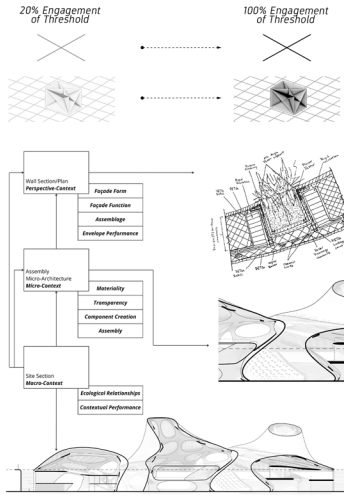 20% Engagement
of Threshold
100% Engagement
of Threshold
Wall Section/Plan
Perspective-Context
Façade Form
Façade Function
Assemblage
Envelope Performance
Assembly
Micro-Architecture
Micro-Context
Materiality
Transparency
Component Creation
Assembly
Site Section
Macro-Context
Ecological Relationships
Contextual Performance